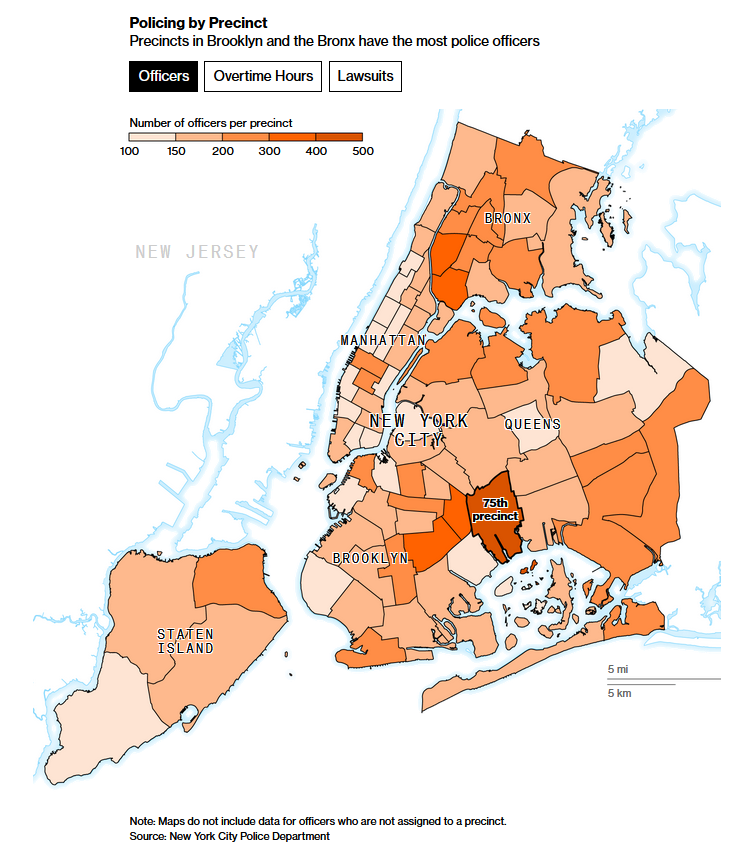 Policing by Precinct
Precincts in Brooklyn and the Bronx have the most police officers
Officers Overtime Hours Lawsuits
Number of officers per precinct
100 150 200 300 400 500
BRONX
NEW JERSEY
MANHATTAN
NEW YORK
CITY
QUEENS
75th
precinct
BROOKLYN
STATEN
ISLAND
5 mi
5 km
Note: Maps do not include data for officers who are not assigned to a precinct.
Source: New York City Police Department